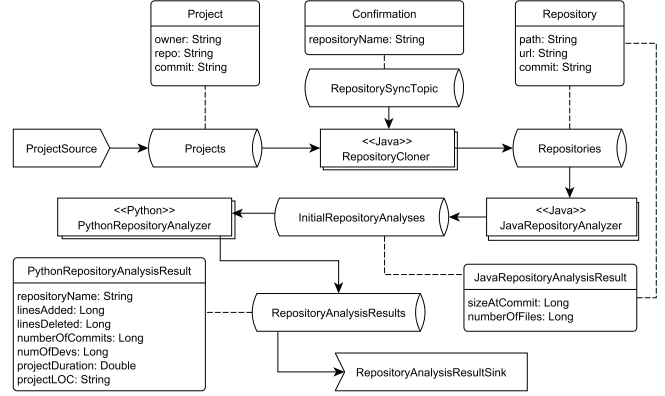 Project
owner: String
repo: String
commit: String
Confirmation
repositoryName: String
Repository
path: String
url: String
commit: String
RepositorySyncTopic
ProjectSource
Projects
<<Java>>
RepositoryCloner
Repositories
<<Python>>
PythonRepositoryAnalyzer
InitialRepositoryAnalyses
<<Java>>
JavaRepositoryAnalyzer
PythonRepositoryAnalysisResult
repositoryName: String
linesAdded: Long
linesDeleted: Long
numberOfCommits: Long
numOfDevs: Long
projectDuration: Double
projectLOC: String
RepositoryAnalysisResults
JavaRepositoryAnalysisResult
sizeAtCommit: Long
numberOfFiles: Long
RepositoryAnalysisResultSink